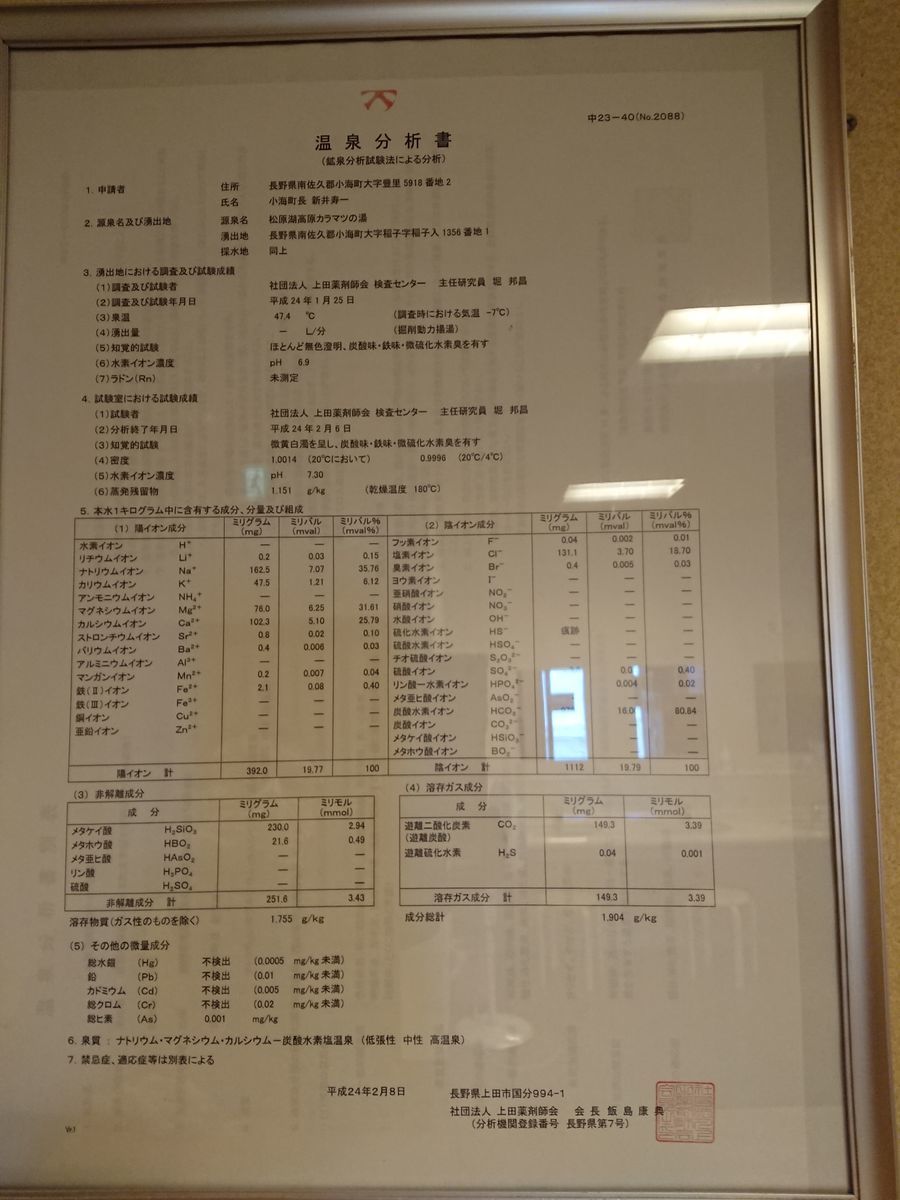 中23－40(No.2088)
温泉分析書
(鉱泉分析試験法による分析)
1. 申請者 住所 長野県南佐久郡小海町大字豊里 5918 番地 2
氏名 小海町長 新井寿一
2. 源泉名及び湧出地 源泉名 松原湖高原カラマツの湯
湧出地 長野県南佐久郡小海町大字稲子字稲子入 1356 番地 1
採水地 同上
3. 湧出地における調査及び試験成績
(1)調査及び試験者 社団法人 上田薬剤師会 検査センター 主任研究員 堀 邦昌
(2)調査及び試験年月日 平成 24 年 1 月 25 日
(3)泉温 47.4 ℃ (調査時における気温 -7℃)
(4)湧出量 － L/分 (掘削動力揚湯)
(5)知覚的試験 ほとんど無色澄明、炭酸味・鉄味・微硫化水素臭を有す
(6)水素イオン濃度 pH 6.9
(7)ラドン(Rn) 未測定
4. 試験室における試験成績
(1)試験者 社団法人 上田薬剤師会 検査センター 主任研究員 堀 邦昌
(2)分析終了年月日 平成 24 年 2 月 6 日
(3)知覚的試験 微黄白濁を呈し、炭酸味・鉄味・微硫化水素臭を有す
(4)密度 1.0014 (20℃において) 0.9996 (20℃/4℃)
(5)水素イオン濃度 pH 7.30
(6)蒸発残留物 1.151 g/kg (乾燥温度 180℃)
5. 本水1キログラム中に含有する成分、分量及び組成
(1) 陽イオン成分 ミリグラム(mg) ミリバル(mval) ミリバル%(mval%)
水素イオン H⁺ — — —
リチウムイオン Li⁺ 0.2 0.03 0.15
ナトリウムイオン Na⁺ 162.5 7.07 35.76
カリウムイオン K⁺ 47.5 1.21 6.12
アンモニウムイオン NH₄⁺ — — —
マグネシウムイオン Mg²⁺ 76.0 6.25 31.61
カルシウムイオン Ca²⁺ 102.3 5.10 25.79
ストロンチウムイオン Sr²⁺ 0.8 0.02 0.10
バリウムイオン Ba²⁺ 0.4 0.006 0.03
アルミニウムイオン Al³⁺ — — —
マンガンイオン Mn²⁺ 0.2 0.007 0.04
鉄(Ⅱ)イオン Fe²⁺ 2.1 0.08 0.40
鉄(Ⅲ)イオン Fe³⁺ — — —
銅イオン Cu²⁺ — — —
亜鉛イオン Zn²⁺ — — —
陽イオン 計 392.0 19.77 100
(2) 陰イオン成分 ミリグラム(mg) ミリバル(mval) ミリバル%(mval%)
フッ素イオン F⁻ 0.04 0.002 0.01
塩素イオン Cl⁻ 131.1 3.70 18.70
臭素イオン Br⁻ 0.4 0.005 0.03
ヨウ素イオン I⁻ — — —
亜硝酸イオン NO₂⁻ — — —
硝酸イオン NO₃⁻ — — —
水酸イオン OH⁻ — — —
硫化水素イオン HS⁻ 痕跡 — —
硫酸水素イオン HSO₄⁻ — — —
チオ硫酸イオン S₂O₃²⁻ — — —
硫酸イオン SO₄²⁻ 0.40
リン酸一水素イオン HPO₄²⁻ 0.004 0.02
メタ亜ヒ酸イオン AsO₂⁻ — —
炭酸水素イオン HCO₃⁻ 80.84
炭酸イオン CO₃²⁻ — —
メタケイ酸イオン HSiO₃⁻ — —
メタホウ酸イオン BO₂⁻ — —
陰イオン 計 1112 19.79 100
(3) 非解離成分
成 分 ミリグラム(mg) ミリモル(mmol)
メタケイ酸 H₂SiO₃ 230.0 2.94
メタホウ酸 HBO₂ 21.6 0.49
メタ亜ヒ酸 HAsO₂ — —
リン酸 H₃PO₄ — —
硫酸 H₂SO₄ — —
非解離成分 計 251.6 3.43
(4) 溶存ガス成分
成 分 ミリグラム(mg) ミリモル(mmol)
遊離二酸化炭素 CO₂ 149.3 3.39
(遊離炭酸)
遊離硫化水素 H₂S 0.04 0.001
溶存ガス成分 計 149.3 3.39
溶存物質(ガス性のものを除く) 1.755 g/kg 成分総計 1.904 g/kg
(5) その他の微量成分
総水銀 (Hg) 不検出 (0.0005 mg/kg 未満)
鉛 (Pb) 不検出 (0.01 mg/kg 未満)
カドミウム (Cd) 不検出 (0.005 mg/kg 未満)
総クロム (Cr) 不検出 (0.02 mg/kg 未満)
総ヒ素 (As) 0.001 mg/kg
6. 泉質 : ナトリウム・マグネシウム・カルシウム－炭酸水素塩温泉 (低張性 中性 高温泉)
7. 禁忌症、適応症等は別表による
平成24年2月8日 長野県上田市国分994-1
社団法人 上田薬剤師会 会 長 飯 島 康 典
(分析機関登録番号 長野県第7号)
Ve.1